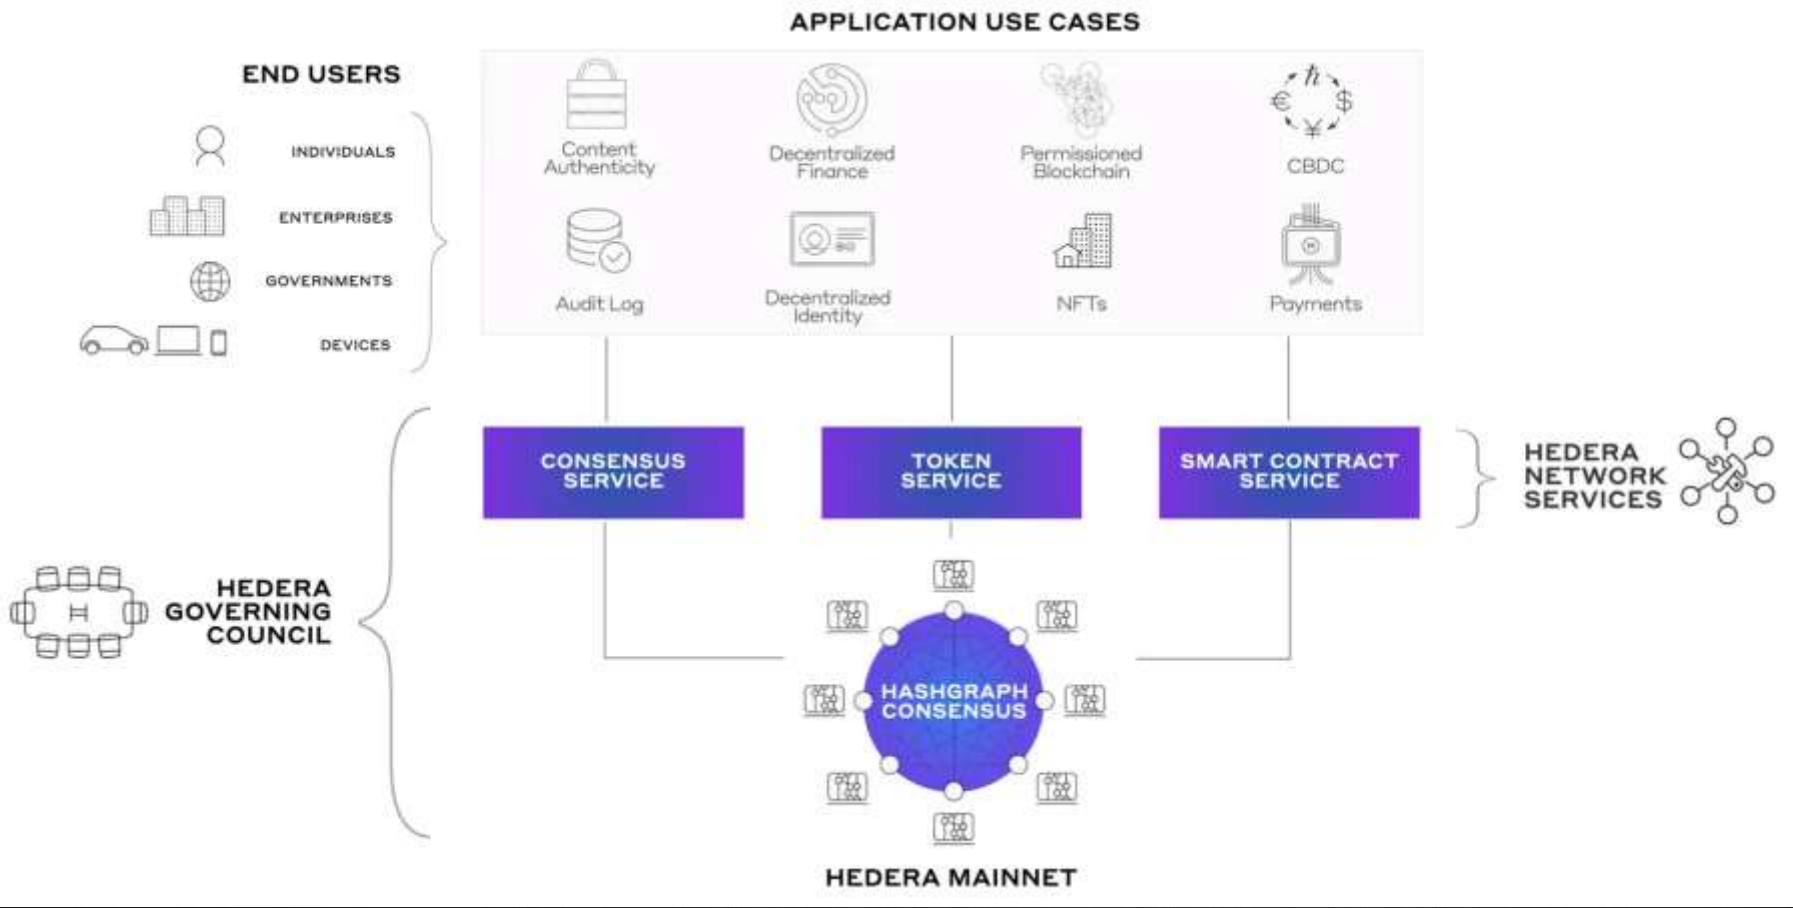 APPLICATION USE CASES
END USERS
INDIVIDUALS
ENTERPRISES
GOVERNMENTS
DEVICES
Content
Authenticity
Decentralized
Finance
Permissioned
Blockchain
CBDC
Audit Log
Decentralized
Identity
NFTs
Payments
CONSENSUS
SERVICE
TOKEN
SERVICE
SMART CONTRACT
SERVICE
HEDERA
NETWORK
SERVICES
HEDERA
GOVERNING
COUNCIL
HASHGRAPH
CONSENSUS
HEDERA MAINNET